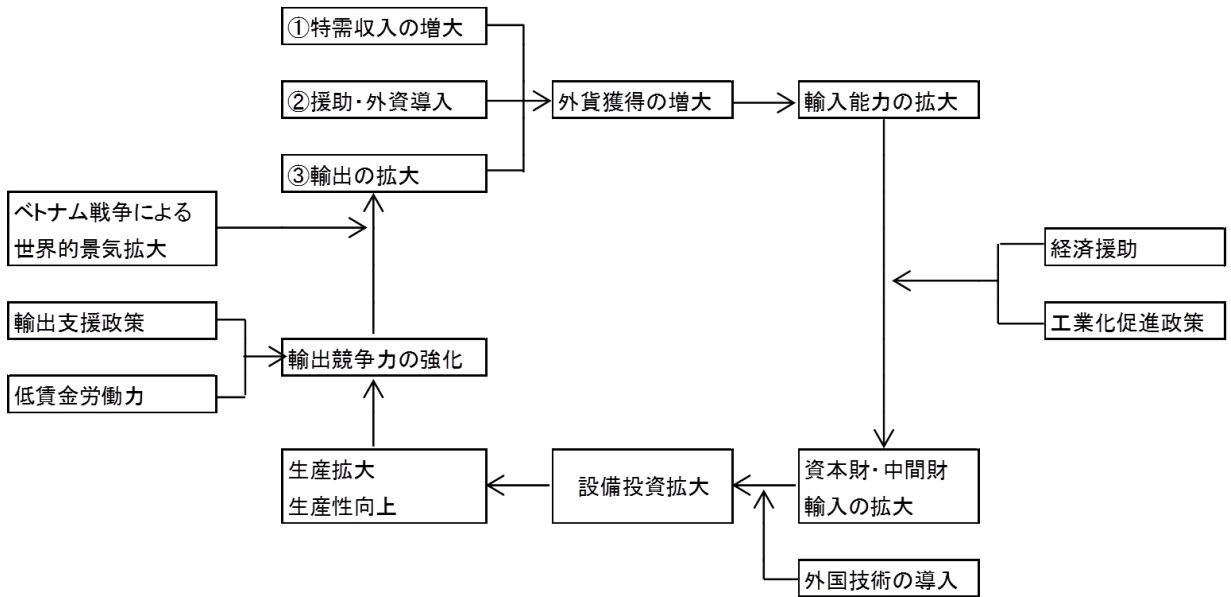 ①特需収入の増大
②援助・外資導入
外貨獲得の増大
輸入能力の拡大
③輸出の拡大
ベトナム戦争による
世界的景気拡大
経済援助
輸出支援政策
工業化促進政策
輸出競争力の強化
低賃金労働力
生産拡大
生産性向上
設備投資拡大
資本財・中間財
輸入の拡大
外国技術の導入